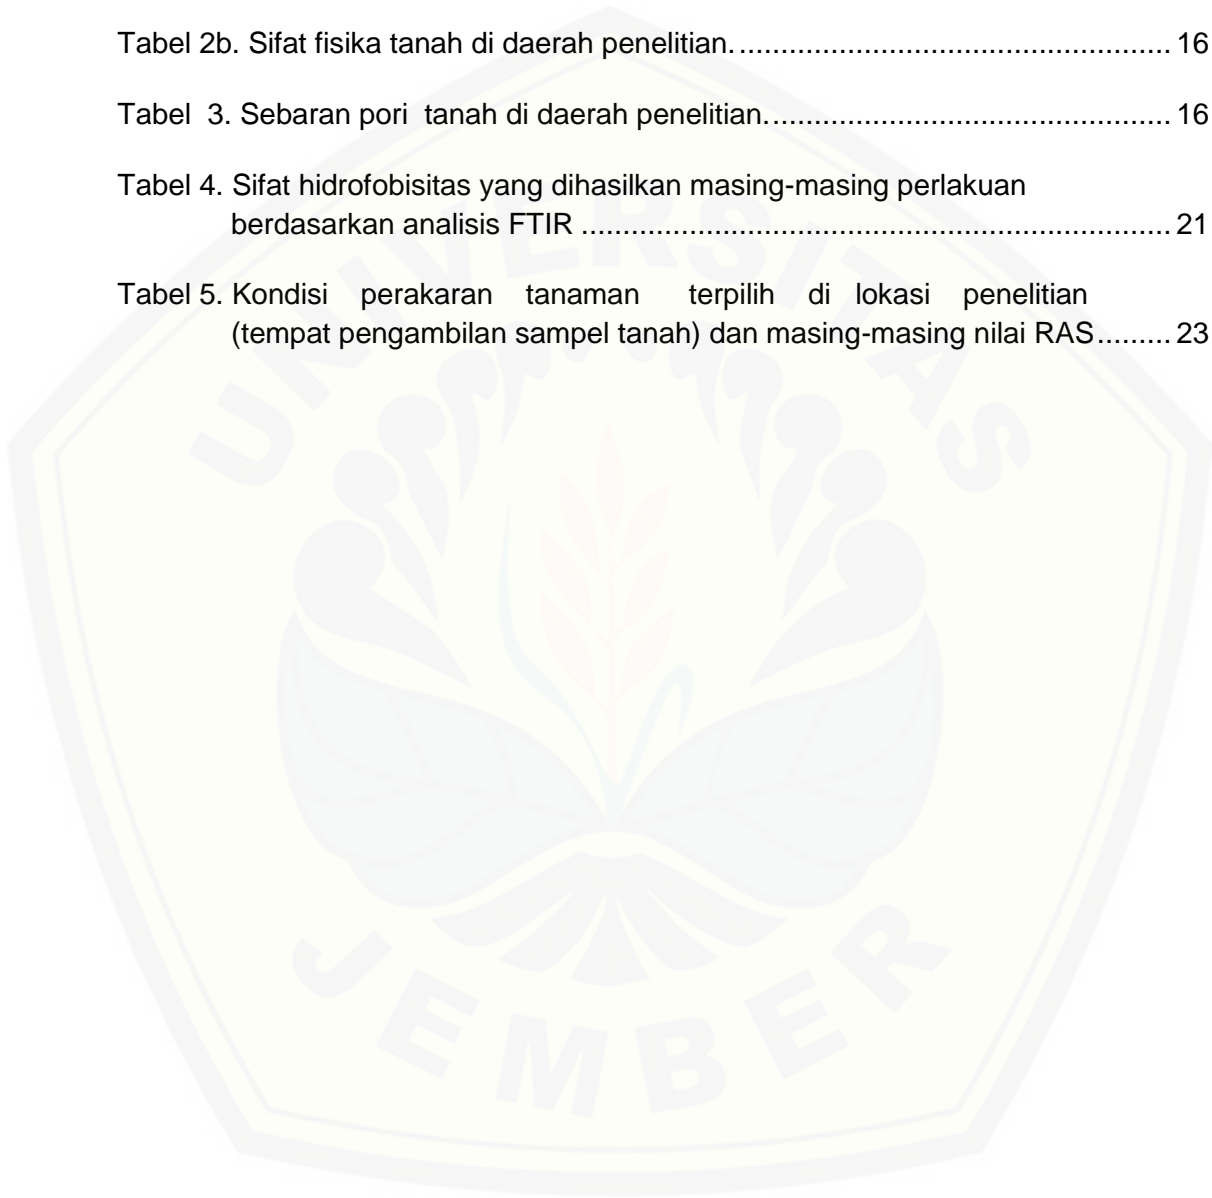 Tabel 2b. Sifat fisika tanah di daerah penelitian. .................................................... 16
Tabel 3. Sebaran pori tanah di daerah penelitian. ................................................ 16
Tabel 4. Sifat hidrofobisitas yang dihasilkan masing-masing perlakuan
berdasarkan analisis FTIR ....................................................................... 21
Tabel 5. Kondisi perakaran tanaman terpilih di lokasi penelitian
(tempat pengambilan sampel tanah) dan masing-masing nilai RAS ......... 23
UNIVERSITAS
JEMBER